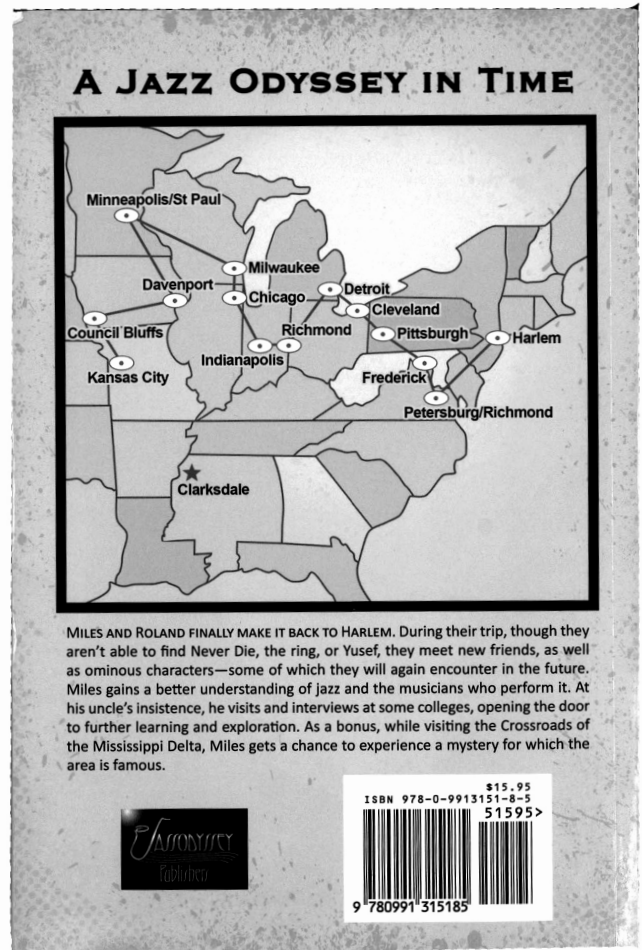 A JAZZ ODYSSEY IN TIME
Minneapolis/St Paul
Milwaukee
Davenport
Chicago
Detroit
Cleveland
Council Bluffs
Richmond
Pittsburgh
Harlem
Indianapolis
Kansas City
Frederick
Petersburg/Richmond
Clarksdale
MILES AND ROLAND FINALLY MAKE IT BACK TO HARLEM. During their trip, though they
aren't able to find Never Die, the ring, or Yusef, they meet new friends, as well
as ominous characters—some of which they will again encounter in the future.
Miles gains a better understanding of jazz and the musicians who perform it. At
his uncle's insistence, he visits and interviews at some colleges, opening the door
to further learning and exploration. As a bonus, while visiting the Crossroads of
the Mississippi Delta, Miles gets a chance to experience a mystery for which the
area is famous.
$15.95
ISBN 978-0-9913151-8-5
51595>
JASSODYSSEY
Publisher
9 780991 315185